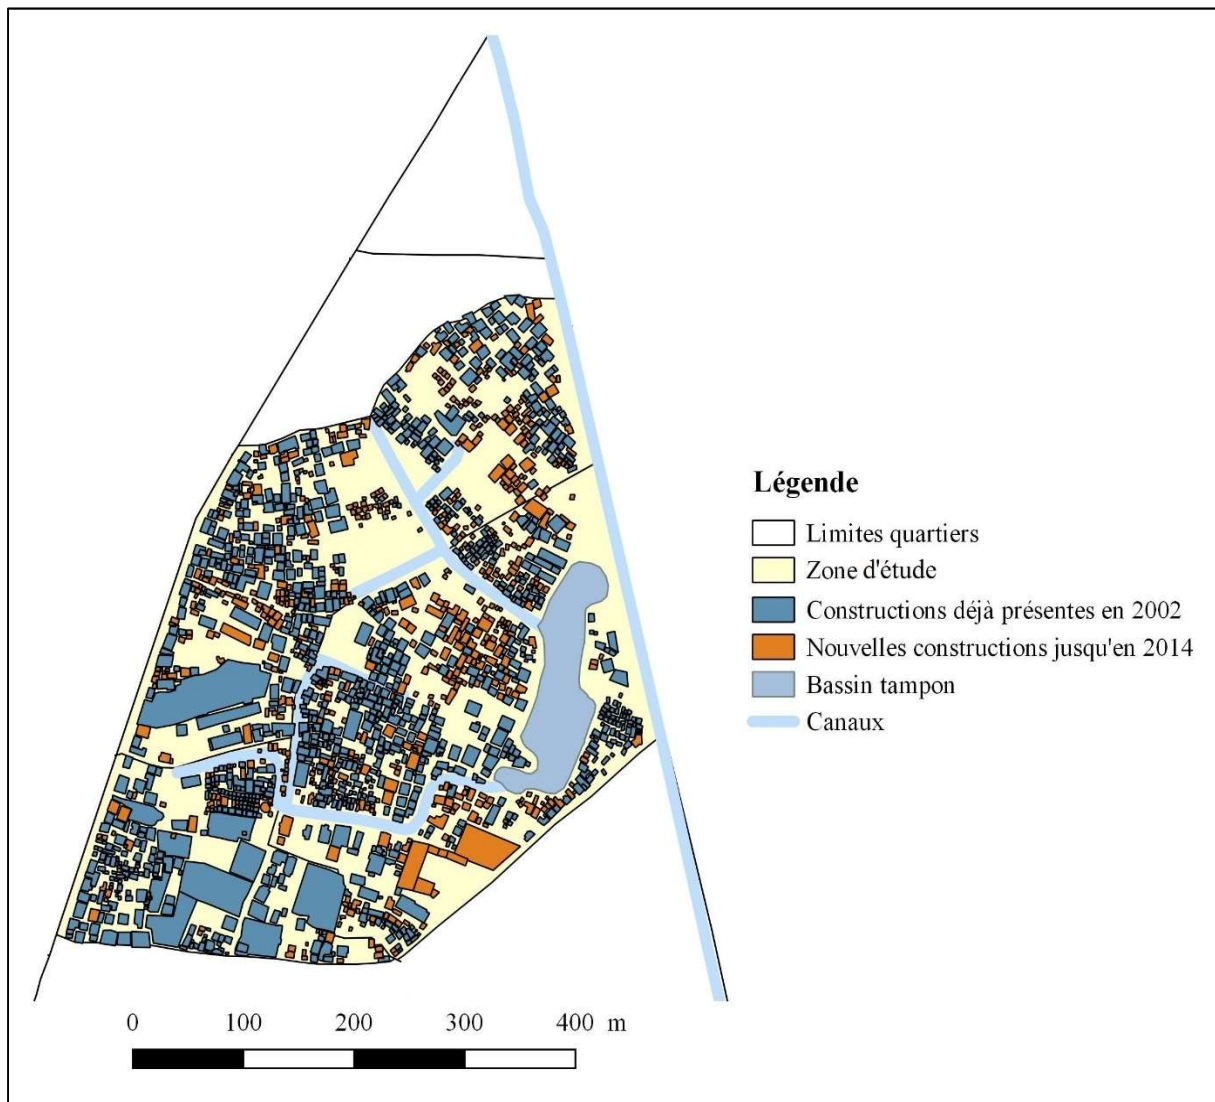 Légende
Limites quartiers
Zone d'étude
Constructions déjà présentes en 2002
Nouvelles constructions jusqu'en 2014
Bassin tampon
Canaux
0 100 200 300 400 m